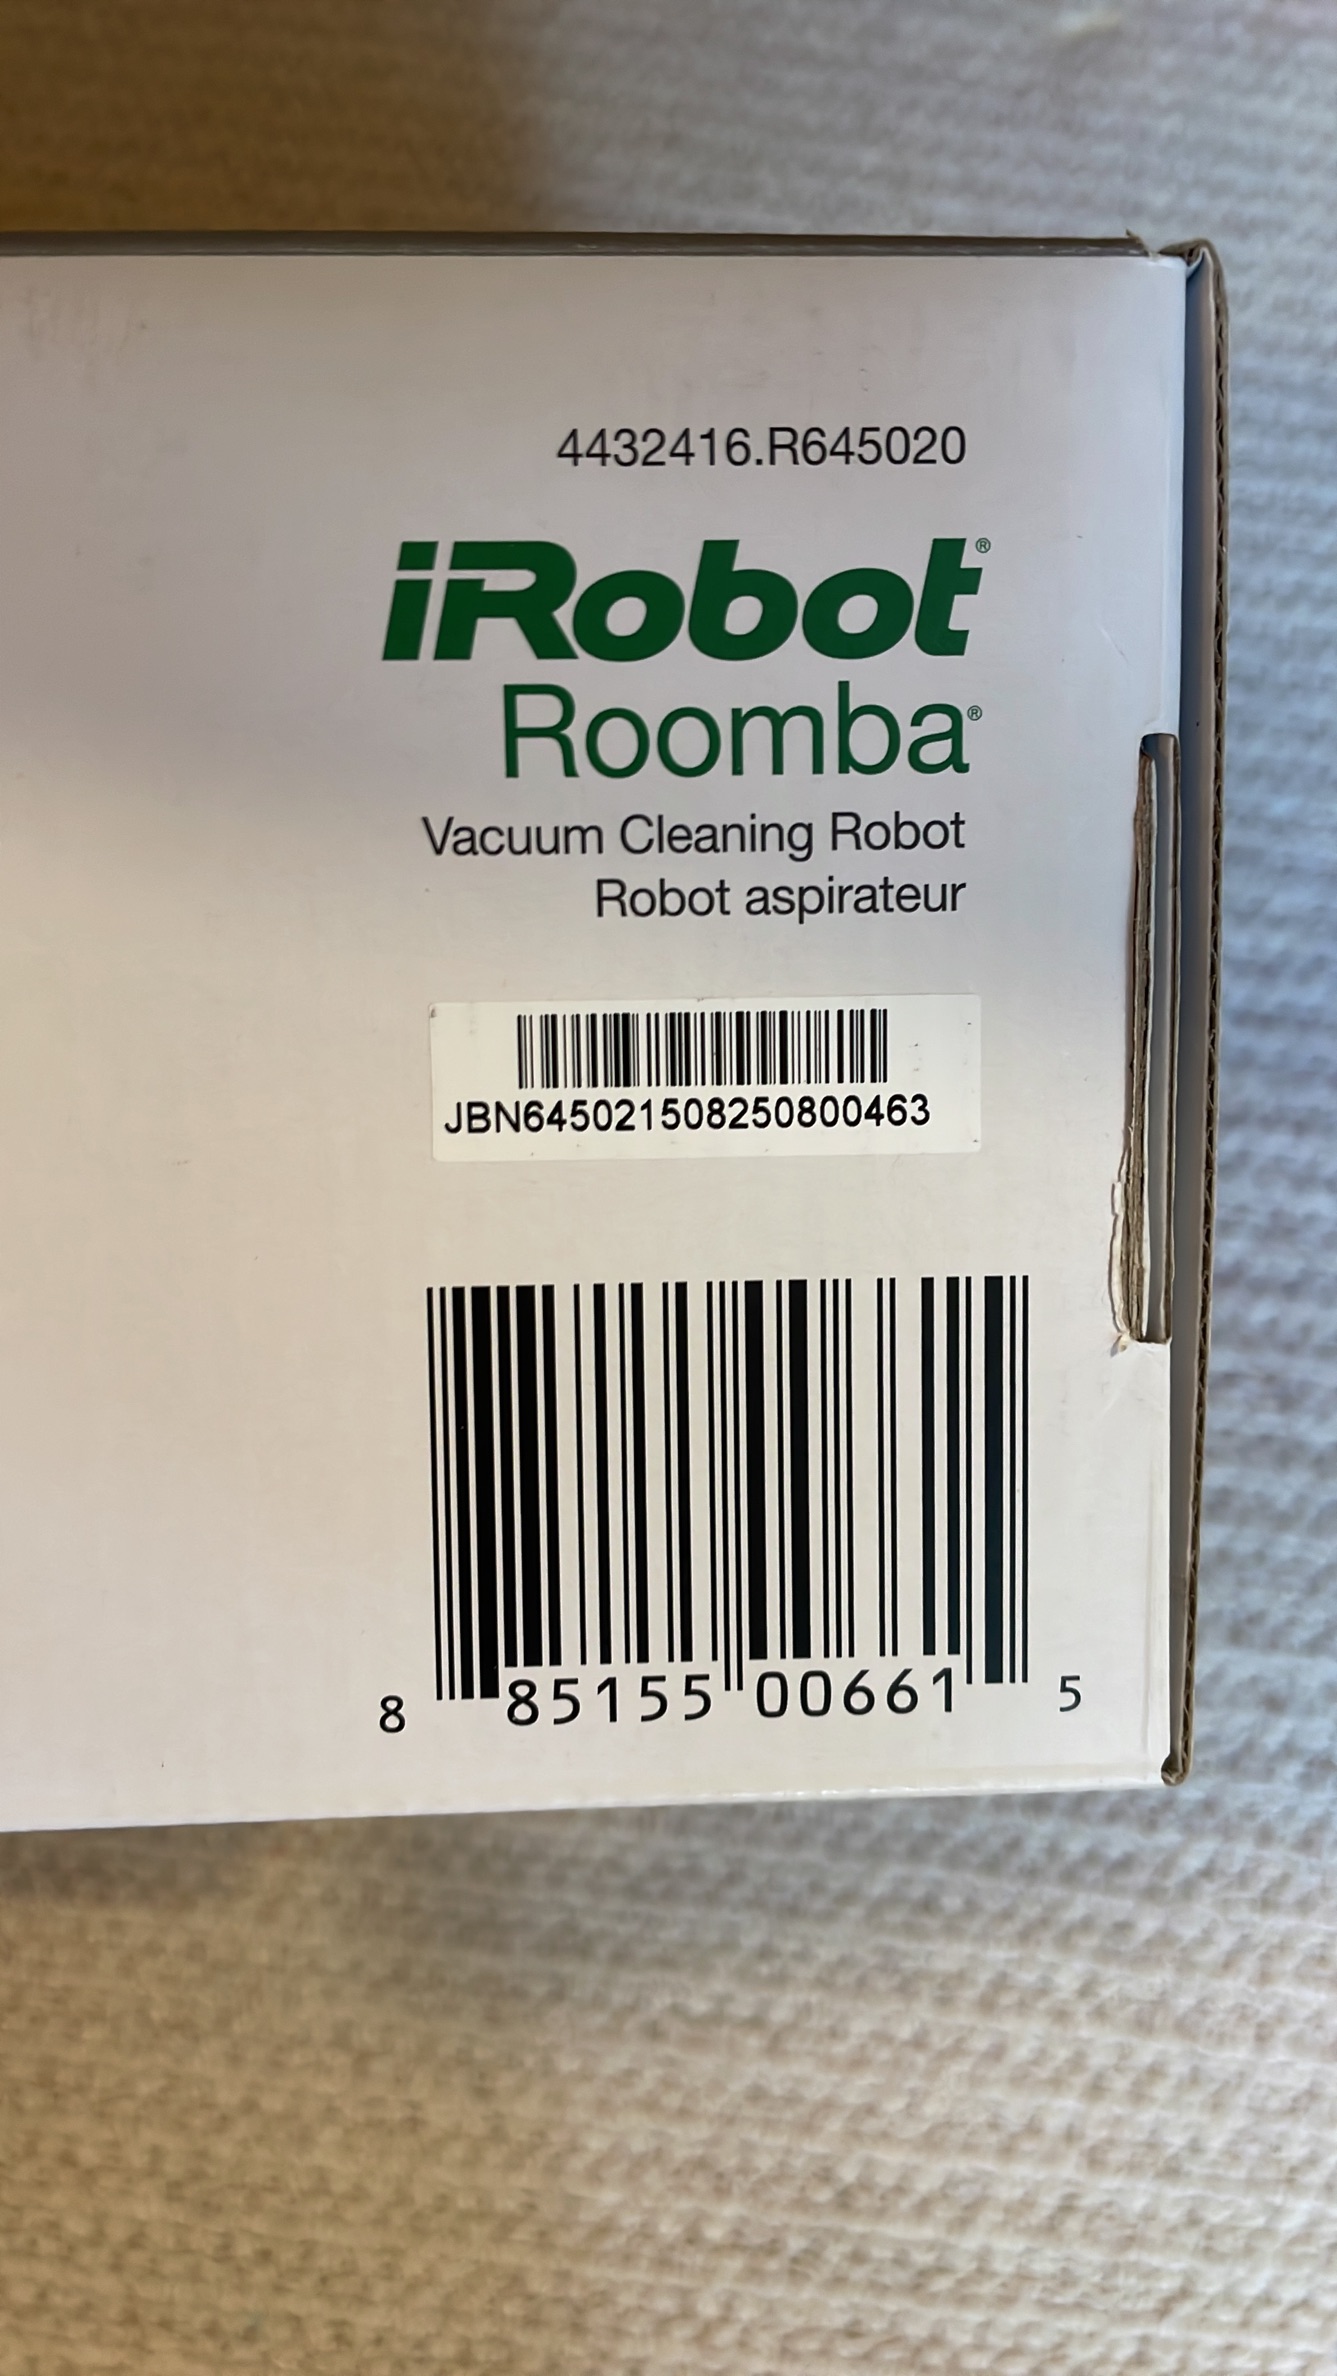 4432416.R645020
iRobot®
Roomba®
Vacuum Cleaning Robot
Robot aspirateur
JBN645021508250800463
8 85155 00661 5